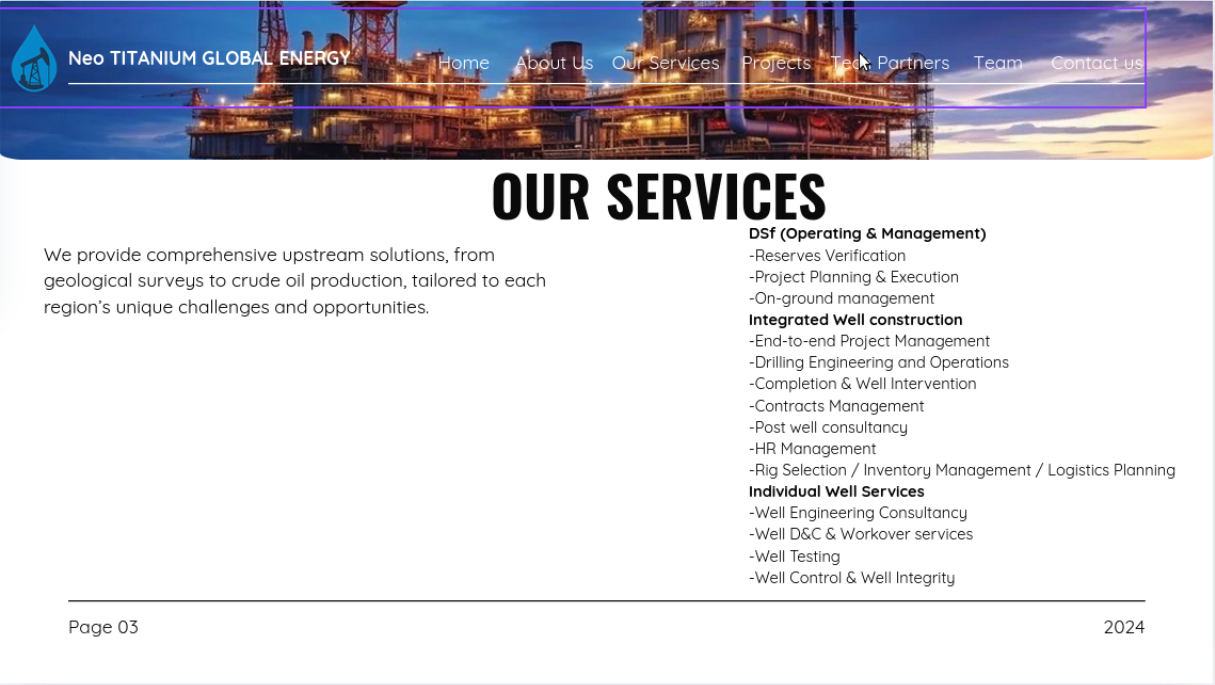 Neo TITANIUM GLOBAL ENERGY
Home About Us Our Services Projects Tech Partners Team Contact us
OUR SERVICES
We provide comprehensive upstream solutions, from
geological surveys to crude oil production, tailored to each
region's unique challenges and opportunities.
DSf (Operating & Management)
-Reserves Verification
-Project Planning & Execution
-On-ground management
Integrated Well construction
-End-to-end Project Management
-Drilling Engineering and Operations
-Completion & Well Intervention
-Contracts Management
-Post well consultancy
-HR Management
-Rig Selection / Inventory Management / Logistics Planning
Individual Well Services
-Well Engineering Consultancy
-Well D&C & Workover services
-Well Testing
-Well Control & Well Integrity
Page 03
2024